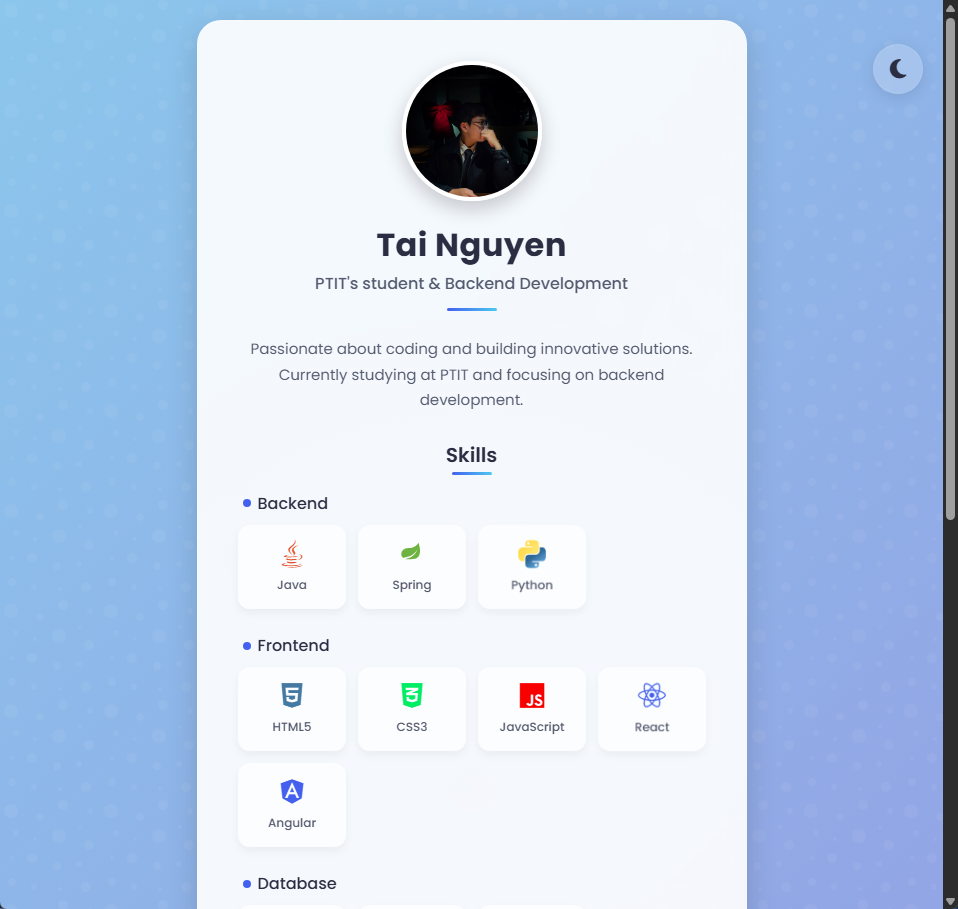 Tai Nguyen
PTIT's student & Backend Development
Passionate about coding and building innovative solutions.
Currently studying at PTIT and focusing on backend
development.
Skills
Backend
Java
Spring
Python
Frontend
5
HTML5
CSS3
JS
JavaScript
React
A
Angular
Database